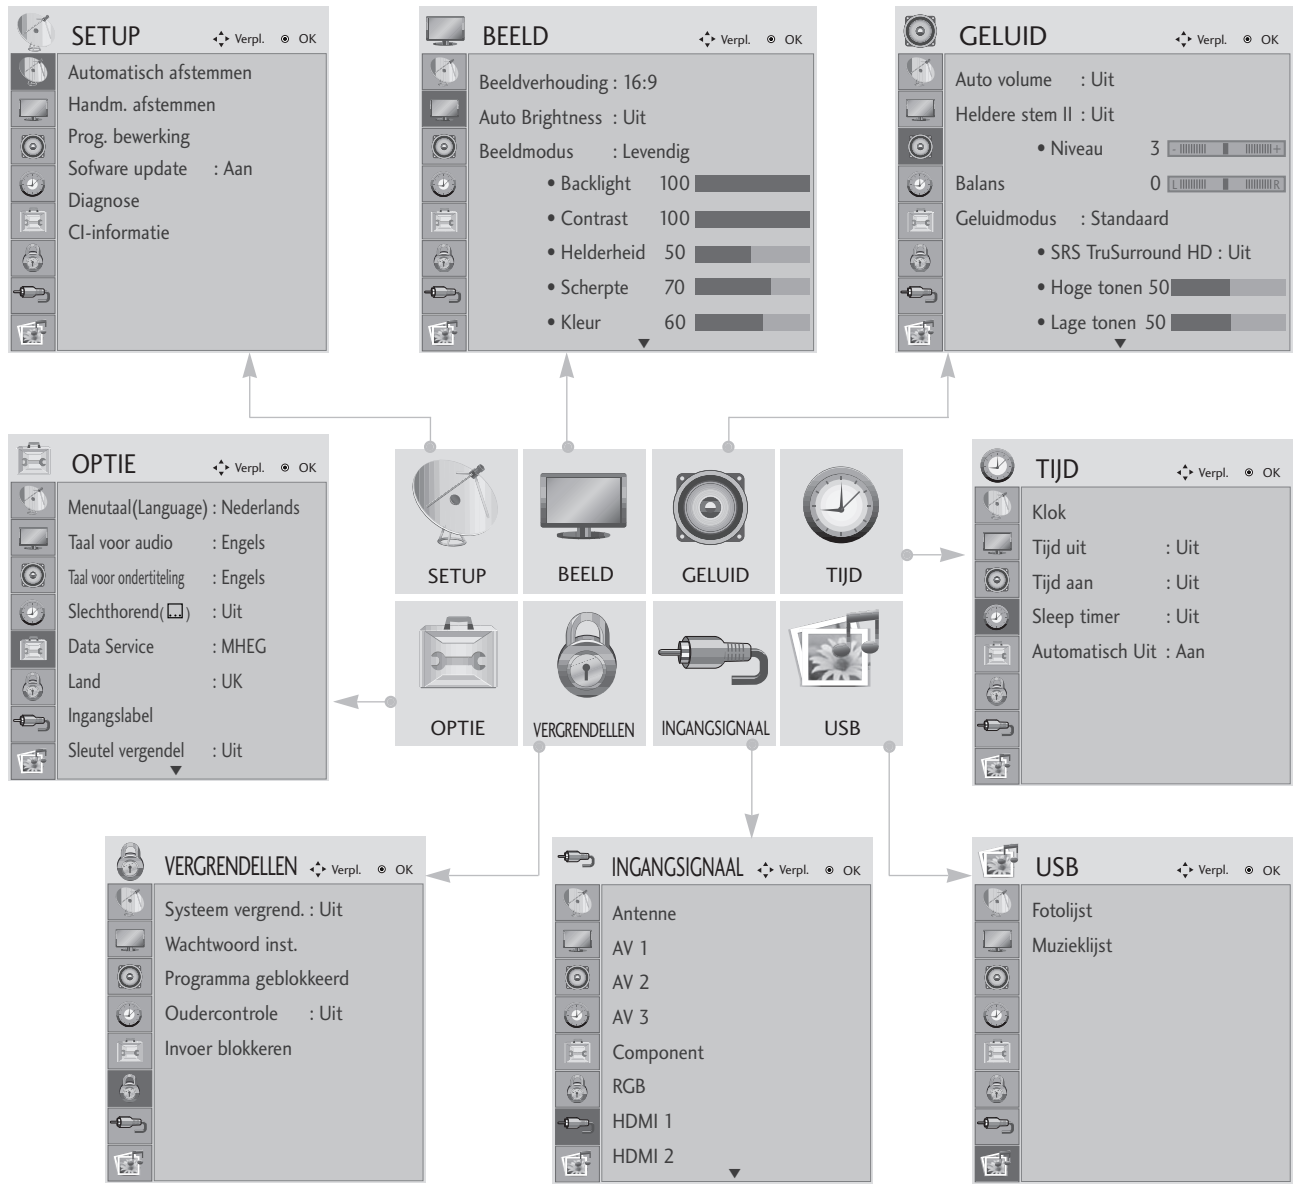 SETUP Verpl. OK
Automatisch afstemmen
Handm. afstemmen
Prog. bewerking
Sofware update : Aan
Diagnose
CI-informatie
BEELD Verpl. OK
Beeldverhouding : 16:9
Auto Brightness : Uit
Beeldmodus : Levendig
• Backlight 100
• Contrast 100
• Helderheid 50
• Scherpte 70
• Kleur 60
▼
GELUID Verpl. OK
Auto volume : Uit
Heldere stem II : Uit
• Niveau 3 - +
Balans 0 L R
Geluidmodus : Standaard
• SRS TruSurround HD : Uit
• Hoge tonen 50
• Lage tonen 50
▼
OPTIE Verpl. OK
Menutaal(Language) : Nederlands
Taal voor audio : Engels
Taal voor ondertiteling : Engels
Slechthorend( ) : Uit
Data Service : MHEG
Land : UK
Ingangslabel
Sleutel vergendel : Uit
▼
SETUP
BEELD
GELUID
TIJD
OPTIE
VERGRENDELLEN
INGANGSIGNAAL
USB
TIJD Verpl. OK
Klok
Tijd uit : Uit
Tijd aan : Uit
Sleep timer : Uit
Automatisch Uit : Aan
VERGRENDELLEN Verpl. OK
Systeem vergrend. : Uit
Wachtwoord inst.
Programma geblokkeerd
Oudercontrole : Uit
Invoer blokkeren
INGANGSIGNAAL Verpl. OK
Antenne
AV 1
AV 2
AV 3
Component
RGB
HDMI 1
HDMI 2
▼
USB Verpl. OK
Fotolijst
Muzieklijst